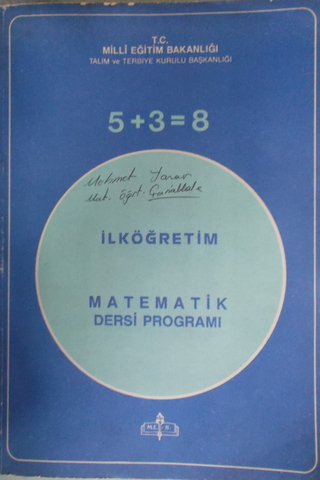 T.C.
MİLLİ EĞİTİM BAKANLIĞI
TALİM ve TERBİYE KURULU BAŞKANLIĞI
5+3=8
Mehmet
Mat. Öğrt. Çanakkale
İLKÖĞRETİM
MATEMATİK
DERSİ PROGRAMI
M.E B.